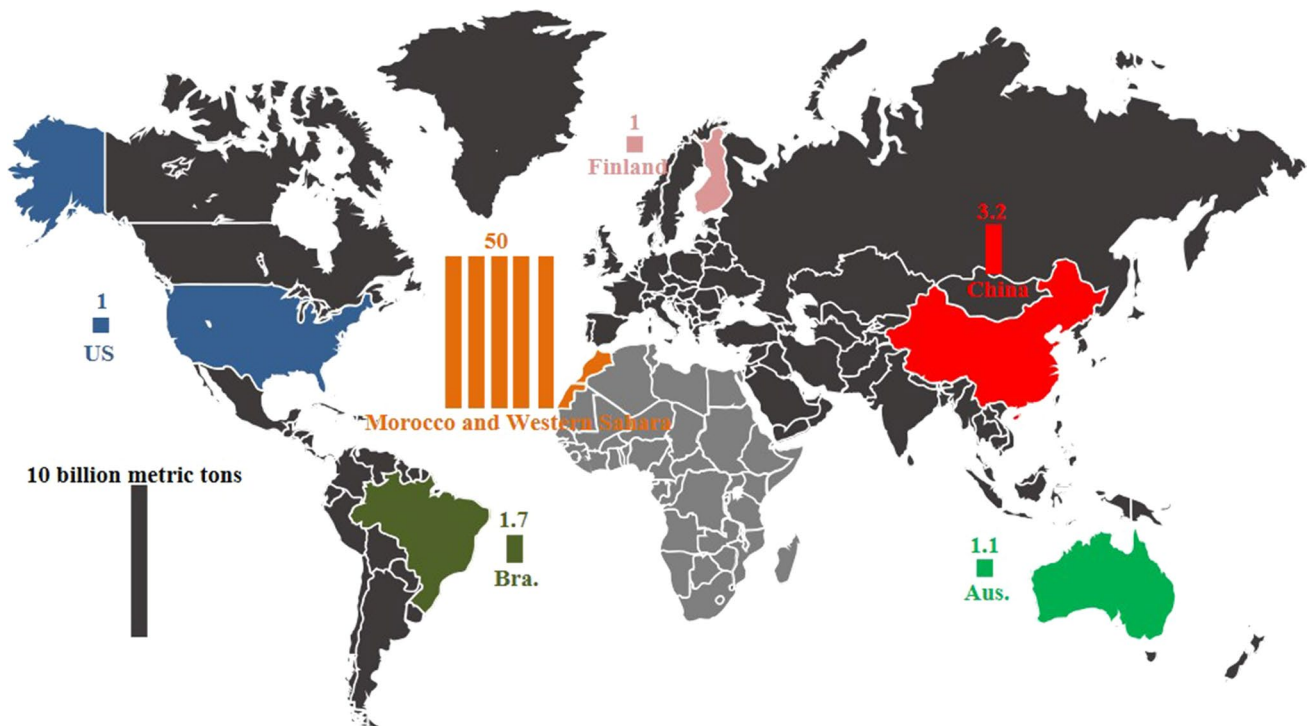 1
Finland
3.2
China
50
1
US
Morocco and Western Sahara
10 billion metric tons
1.7
Bra.
1.1
Aus.